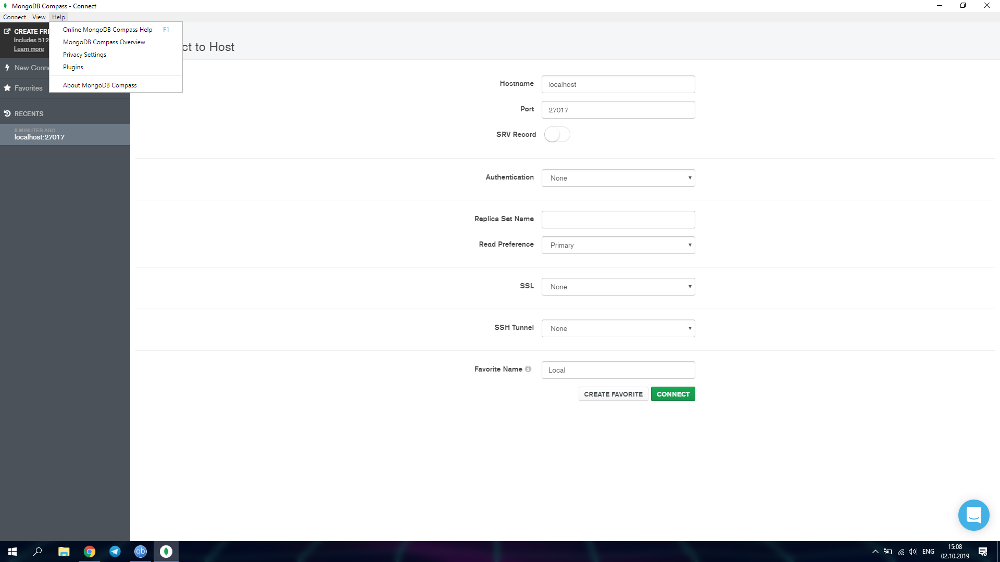 MongoDB Compass - Connect
Connect View Help
CREATE FRE
Includes 512
Learn more
Online MongoDB Compass Help F1
MongoDB Compass Overview
Privacy Settings
Plugins
About MongoDB Compass
ct to Host
New Conne
Favorites
RECENTS
8 MINUTES AGO
localhost:27017
Hostname localhost
Port 27017
SRV Record
Authentication None
Replica Set Name
Read Preference Primary
SSL None
SSH Tunnel None
Favorite Name Local
CREATE FAVORITE CONNECT
qb
ENG
15:08
02.10.2019